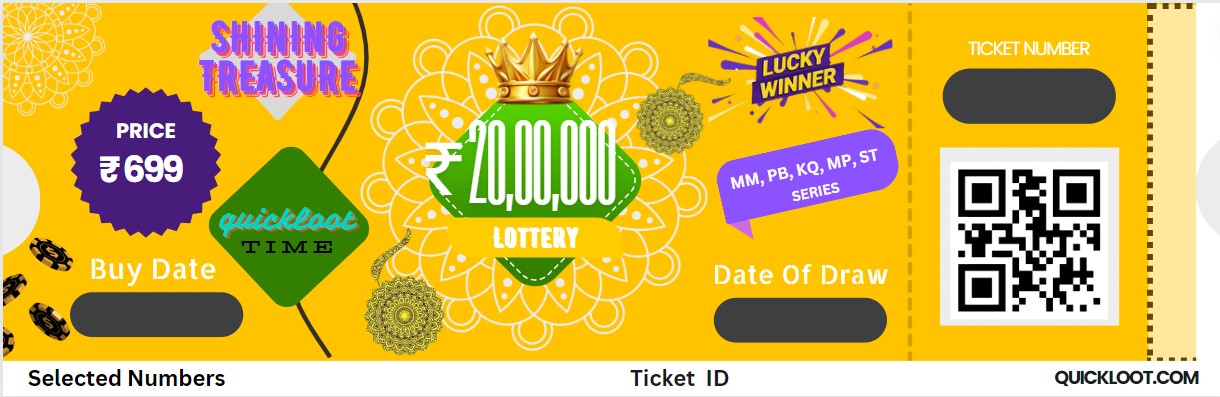 SHINING
TREASURE
PRICE
₹699
quickloot
TIME
Buy Date
₹20,00,000
LOTTERY
LUCKY
WINNER
MM, PB, KQ, MP, ST
SERIES
Date Of Draw
TICKET NUMBER
Selected Numbers
Ticket ID
QUICKLOOT.COM